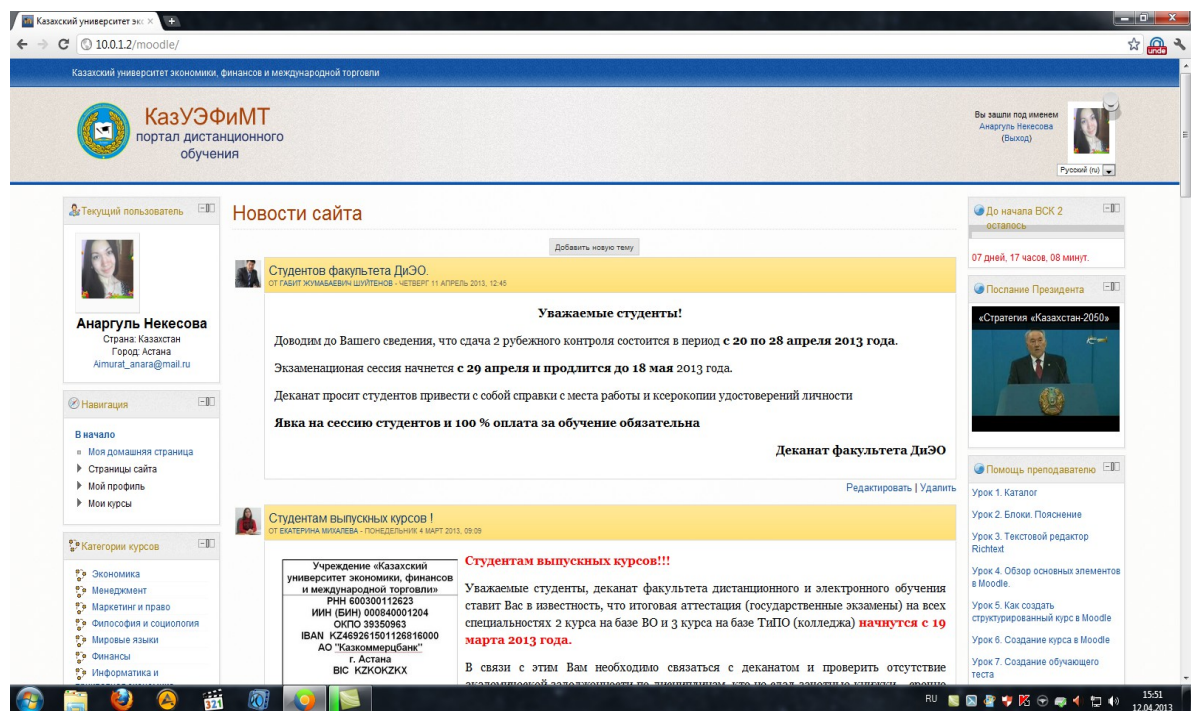 Казахский университет эко
10.0.1.2/moodle/
unde
Казахский университет экономики, финансов и международной торговли
КазУЭФиМТ
портал дистанционного
обучения
Вы зашли под именем
Анаргуль Некесова
(Выход)
Русский (ru)
Текущий пользователь
Анаргуль Некесова
Страна: Казахстан
Город: Астана
Aimurat_anara@mail.ru
Навигация
В начало
Моя домашняя страница
Страницы сайта
Мой профиль
Мои курсы
Категории курсов
Экономика
Менеджмент
Маркетинг и право
Философия и социология
Мировые языки
Финансы
Информатика и
Новости сайта
Добавить новую тему
Студентов факультета ДиЭО.
ОТ ГАБИТ ЖУМАБАЕВИЧ ШУЙТЕНОВ - ЧЕТВЕРГ 11 АПРЕЛЬ 2013, 12:45
Уважаемые студенты!
Доводим до Вашего сведения, что сдача 2 рубежного контроля состоится в период с 20 по 28 апреля 2013 года.
Экзаменационая сессия начнется с 29 апреля и продлится до 18 мая 2013 года.
Деканат просит студентов привести с собой справки с места работы и ксерокопии удостоверений личности
Явка на сессию студентов и 100 % оплата за обучение обязательна
Деканат факультета ДиЭО
Редактировать | Удалить
Студентам выпускных курсов !
ОТ ЕКАТЕРИНА МИХАЛЕВА - ПОНЕДЕЛЬНИК 4 МАРТ 2013, 09:09
Учреждение «Казахский
университет экономики, финансов
и международной торговли»
РНН 600300112623
ИИН (БИН) 000840001204
ОКПО 39350963
IBAN KZ469261501126816000
АО "Казкоммерцбанк"
г. Астана
BIC KZKOKZKX
Студентам выпускных курсов!!!
Уважаемые студенты, деканат факультета дистанционного и электронного обучения
ставит Вас в известность, что итоговая аттестация (государственные экзамены) на всех
специальностях 2 курса на базе ВО и 3 курса на базе ТиПО (колледжа) начнутся с 19
марта 2013 года.
В связи с этим Вам необходимо связаться с деканатом и проверить отсутствие
До начала ВСК 2
осталось
07 дней, 17 часов, 08 минут.
Послание Президента
«Стратегия «Казахстан-2050»
Помощь преподавателю
Урок 1. Каталог
Урок 2. Блоки. Пояснение
Урок 3. Текстовой редактор
Richtext
Урок 4. Обзор основных элементов
в Moodle.
Урок 5. Как создать
структурированный курс в Moodle
Урок 6. Создание курса в Moodle
Урок 7. Создание обучающего
теста
321
RU
15:51
12.04.2013